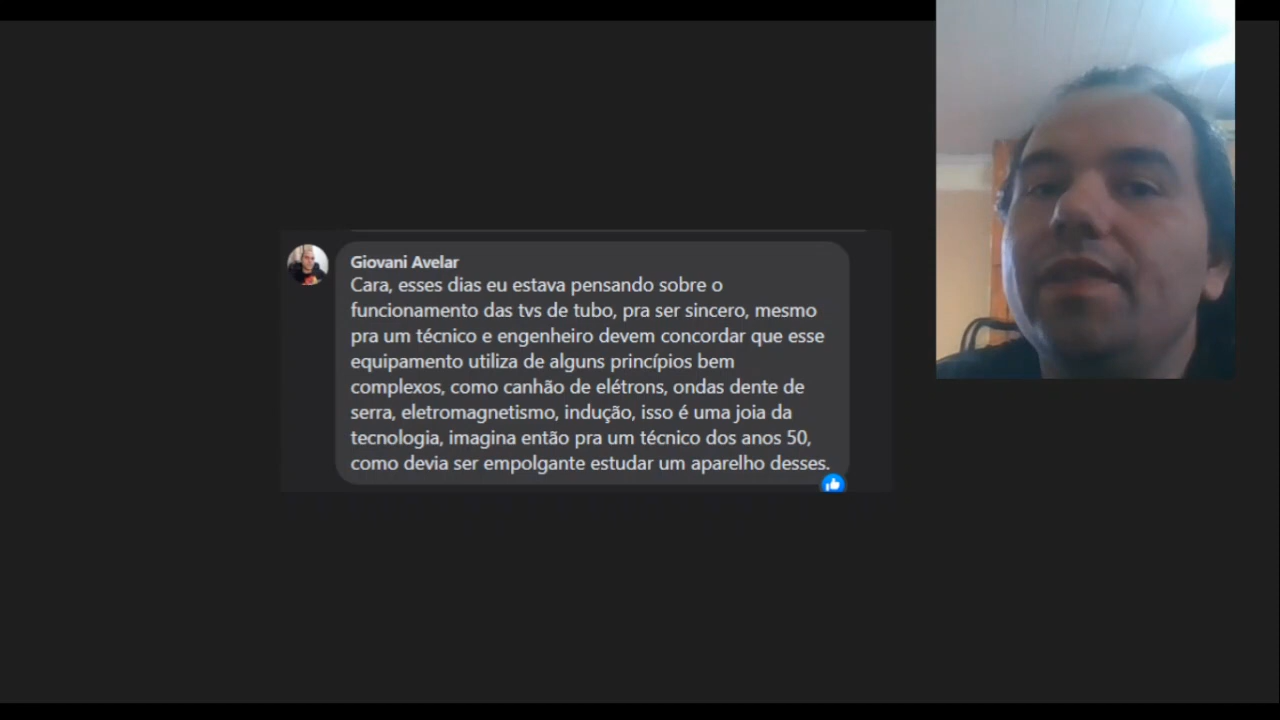 Giovani Avelar
Cara, esses dias eu estava pensando sobre o
funcionamento das tvs de tubo, pra ser sincero, mesmo
pra um técnico e engenheiro devem concordar que esse
equipamento utiliza de alguns princípios bem
complexos, como canhão de elétrons, ondas dente de
serra, eletromagnetismo, indução, isso é uma joia da
tecnologia, imagina então pra um técnico dos anos 50,
como devia ser empolgante estudar um aparelho desses.